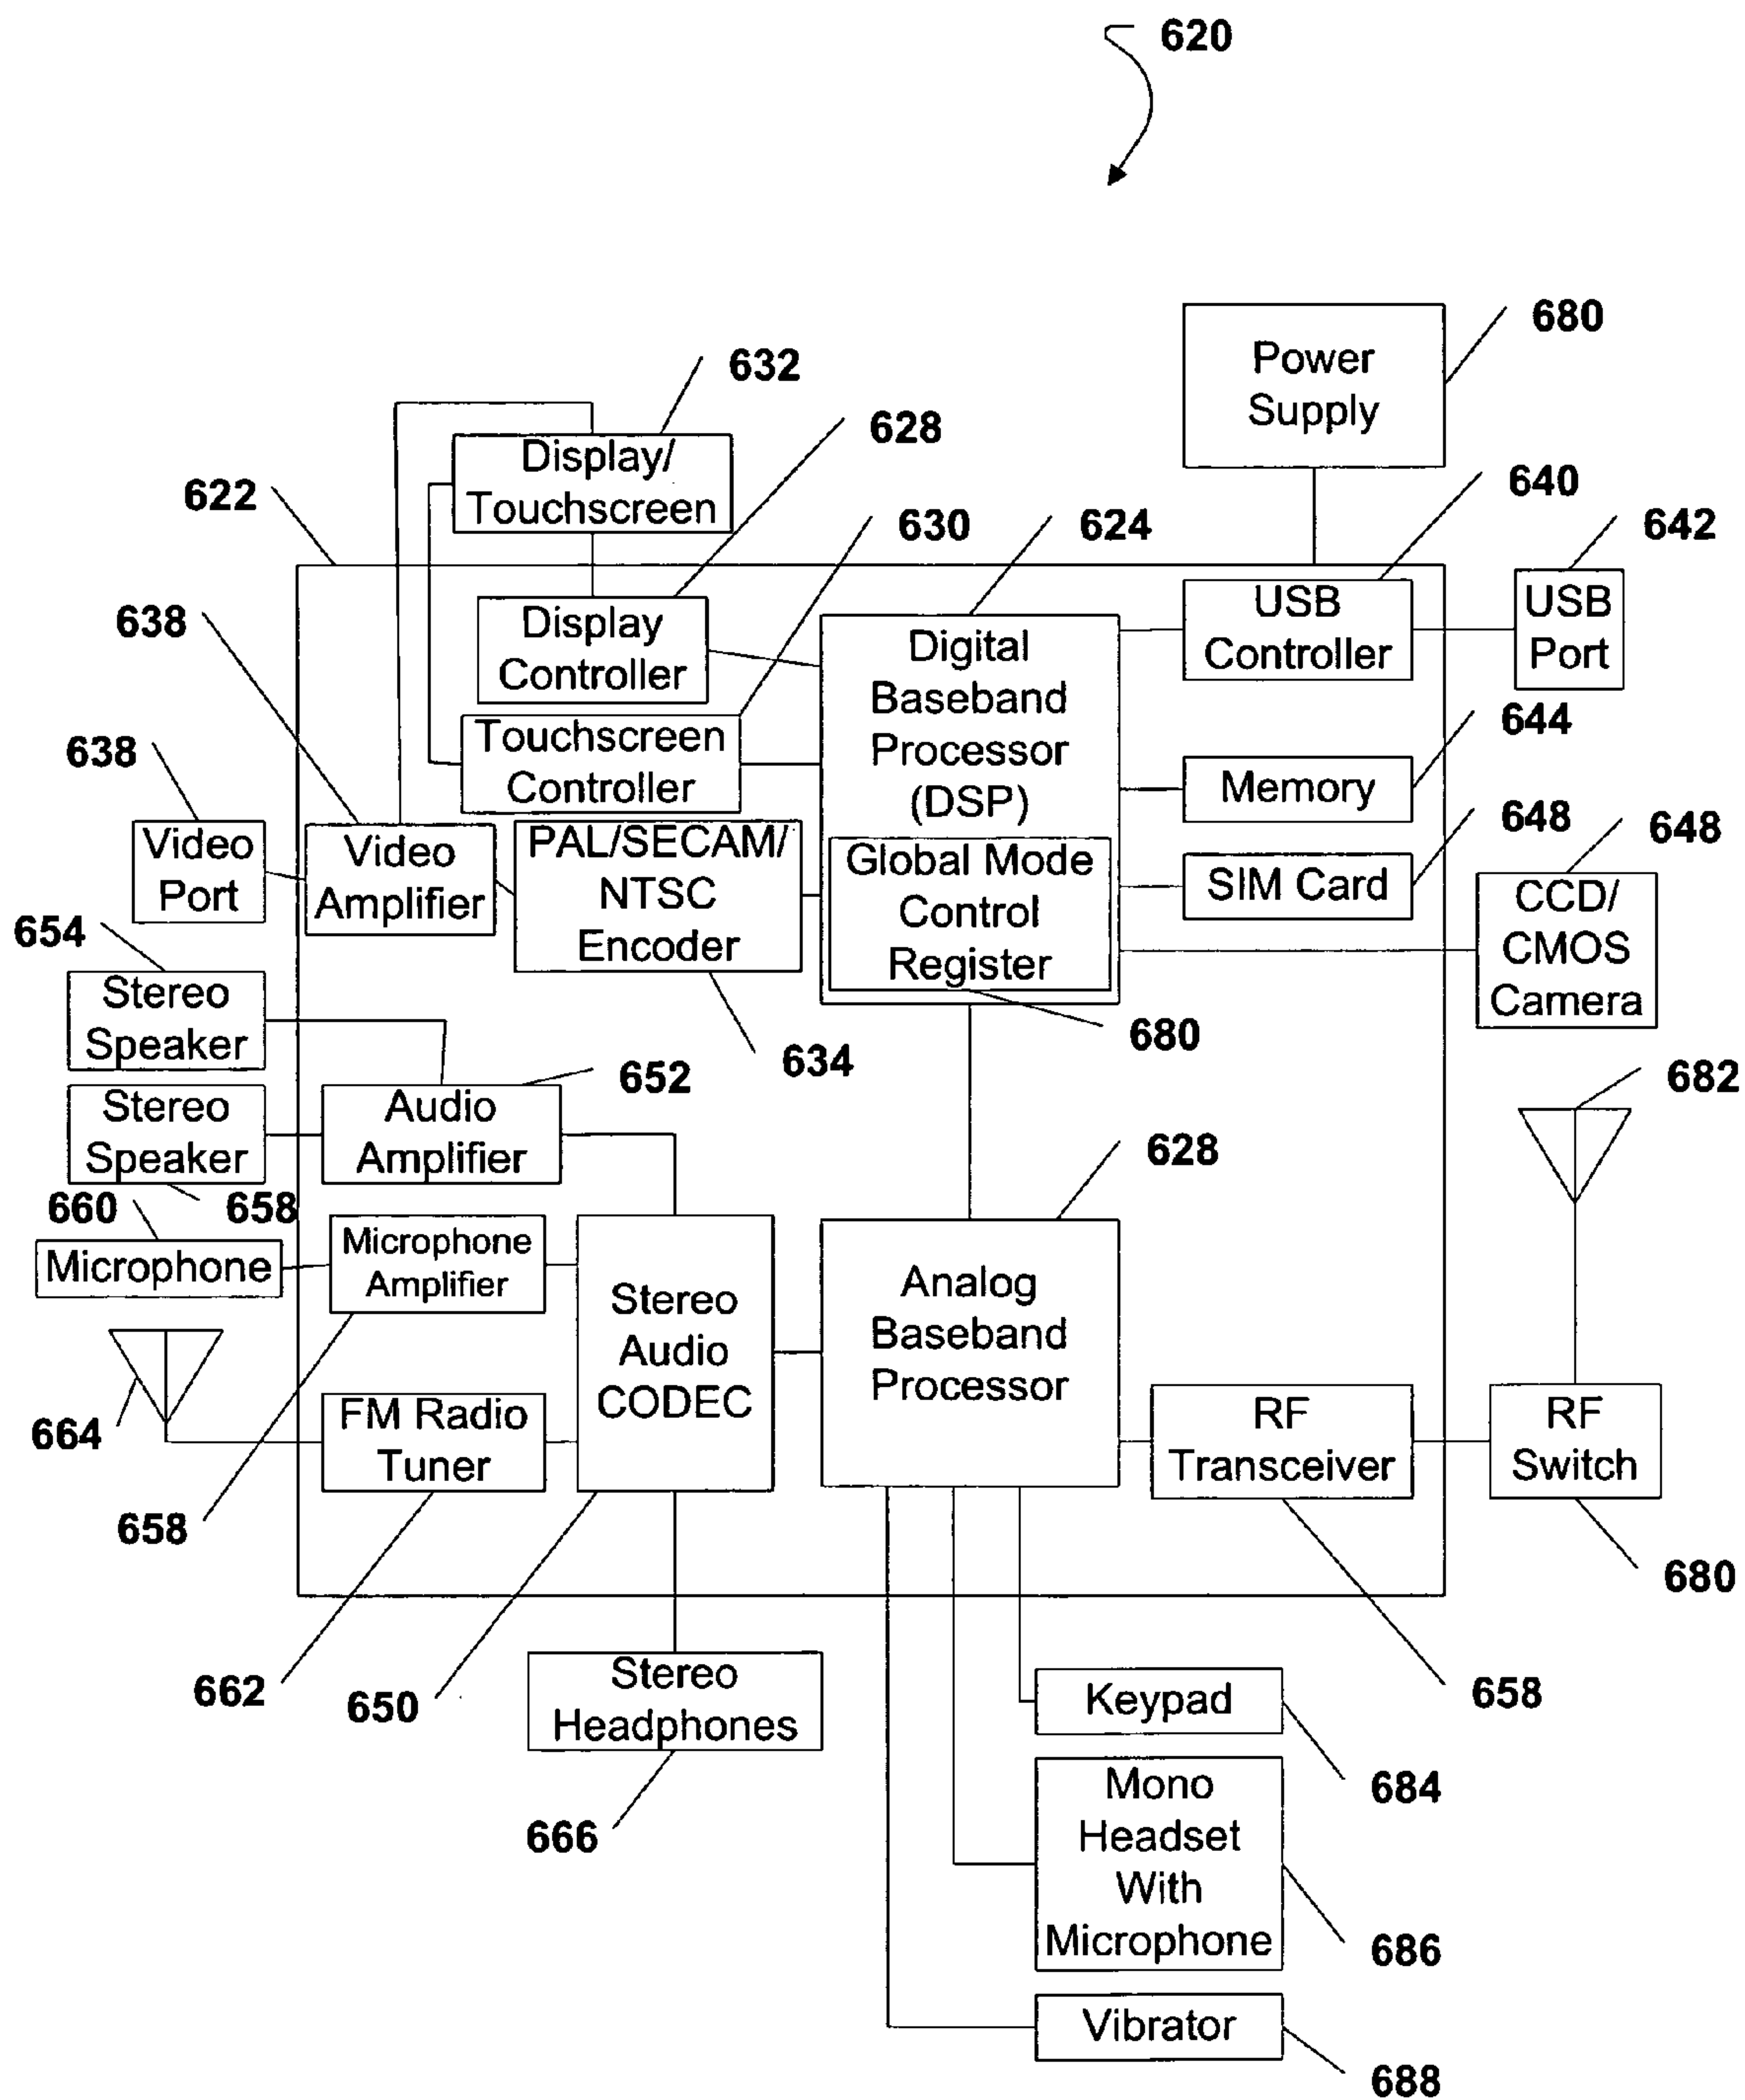 620
680
Power
Supply
632
628
Display/
Touchscreen
622
640
642
630
624
USB
Controller
USB
Port
638
Display
Controller
Digital
Baseband
Processor
(DSP)
638
Touchscreen
Controller
644
Memory
Video
Port
Video
Amplifier
PAL/SECAM/
NTSC
Encoder
Global Mode
Control
Register
648
648
SIM Card
CCD/
CMOS
Camera
654
Stereo
Speaker
680
634
652
682
Stereo
Speaker
Audio
Amplifier
628
660
658
Microphone
Microphone
Amplifier
Stereo
Audio
CODEC
Analog
Baseband
Processor
664
FM Radio
Tuner
RF
Transceiver
RF
Switch
658
680
662
650
Stereo
Headphones
Keypad
658
684
666
Mono
Headset
With
Microphone
686
Vibrator
688